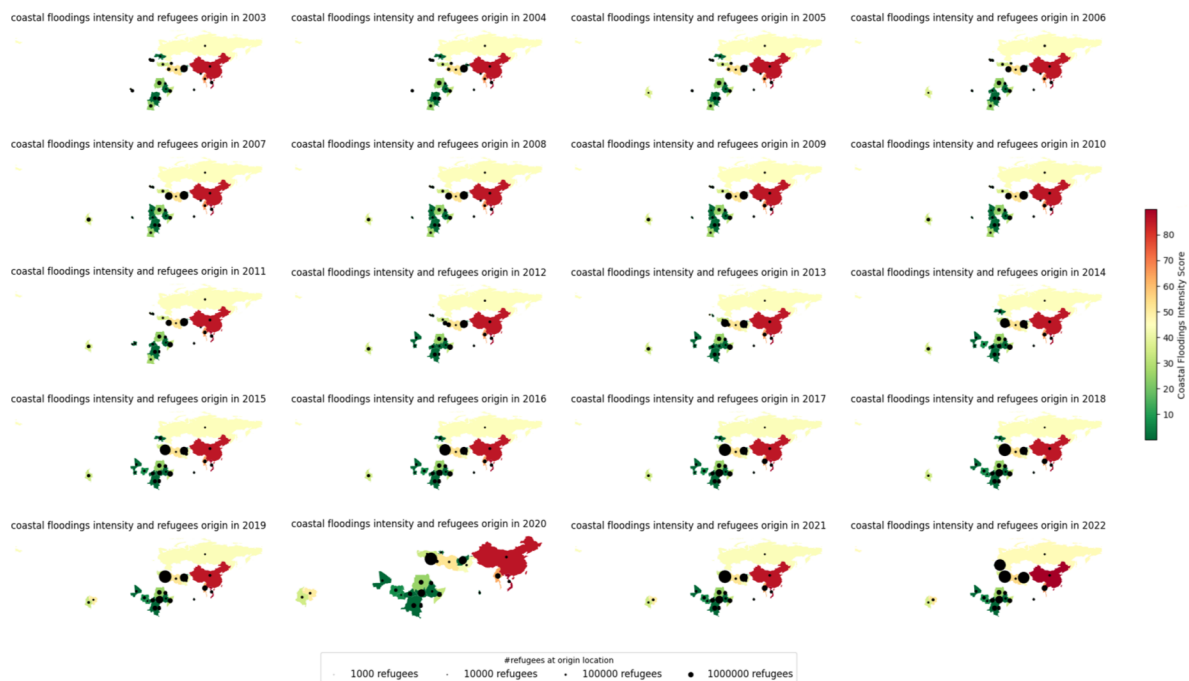 coastal floodings intensity and refugees origin in 2003
coastal floodings intensity and refugees origin in 2004
coastal floodings intensity and refugees origin in 2005
coastal floodings intensity and refugees origin in 2006
coastal floodings intensity and refugees origin in 2007
coastal floodings intensity and refugees origin in 2008
coastal floodings intensity and refugees origin in 2009
coastal floodings intensity and refugees origin in 2010
coastal floodings intensity and refugees origin in 2011
coastal floodings intensity and refugees origin in 2012
coastal floodings intensity and refugees origin in 2013
coastal floodings intensity and refugees origin in 2014
coastal floodings intensity and refugees origin in 2015
coastal floodings intensity and refugees origin in 2016
coastal floodings intensity and refugees origin in 2017
coastal floodings intensity and refugees origin in 2018
coastal floodings intensity and refugees origin in 2019
coastal floodings intensity and refugees origin in 2020
coastal floodings intensity and refugees origin in 2021
coastal floodings intensity and refugees origin in 2022
80
70
60
50
40
30
20
10
Coastal Floodings Intensity Score
#refugees at origin location
1000 refugees
10000 refugees
100000 refugees
1000000 refugees